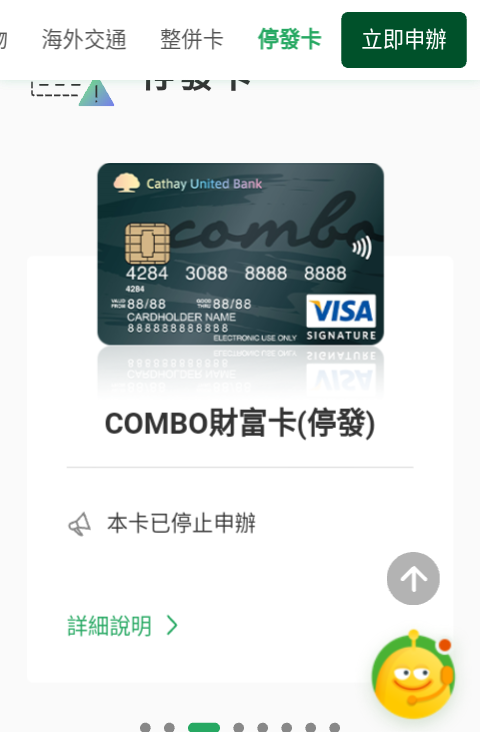 物
海外交通
整併卡
停發卡
立即申辦
停發卡
Cathay United Bank
combo
4284 3088 8888 8888
4284
VALID FROM 88/88 GOOD THRU 88/88
CARDHOLDER NAME
888888888888
ELECTRONIC USE ONLY
VISA
SIGNATURE
COMBO財富卡(停發)
本卡已停止申辦
詳細說明